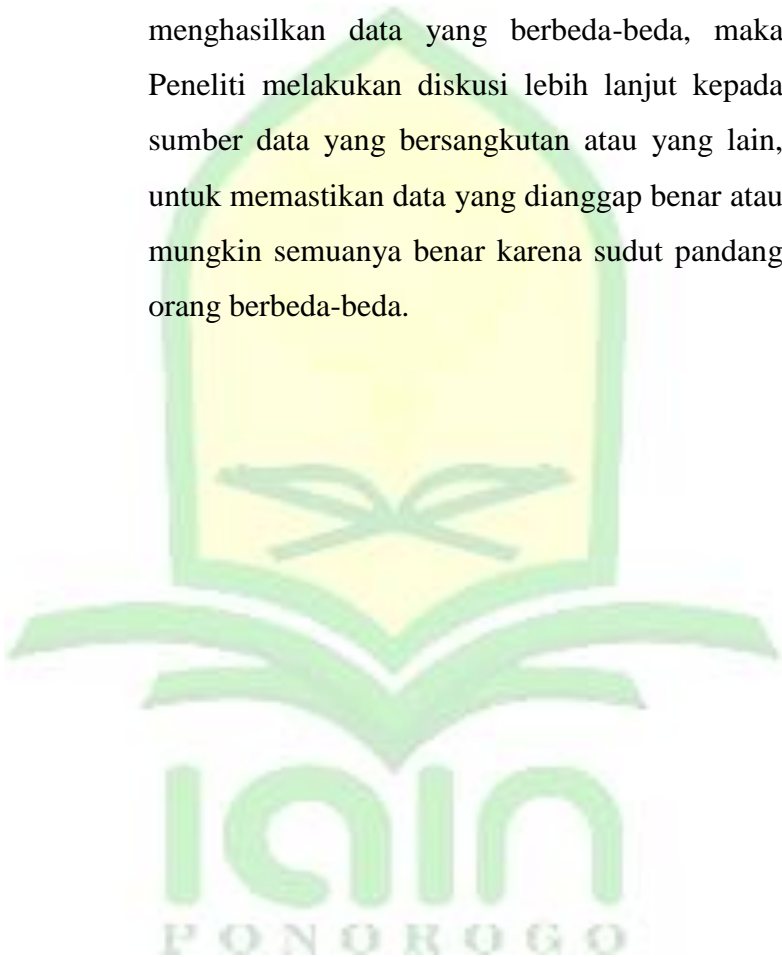 menghasilkan data yang berbeda-beda, maka
Peneliti melakukan diskusi lebih lanjut kepada
sumber data yang bersangkutan atau yang lain,
untuk memastikan data yang dianggap benar atau
mungkin semuanya benar karena sudut pandang
orang berbeda-beda.
iain
PONOROGO